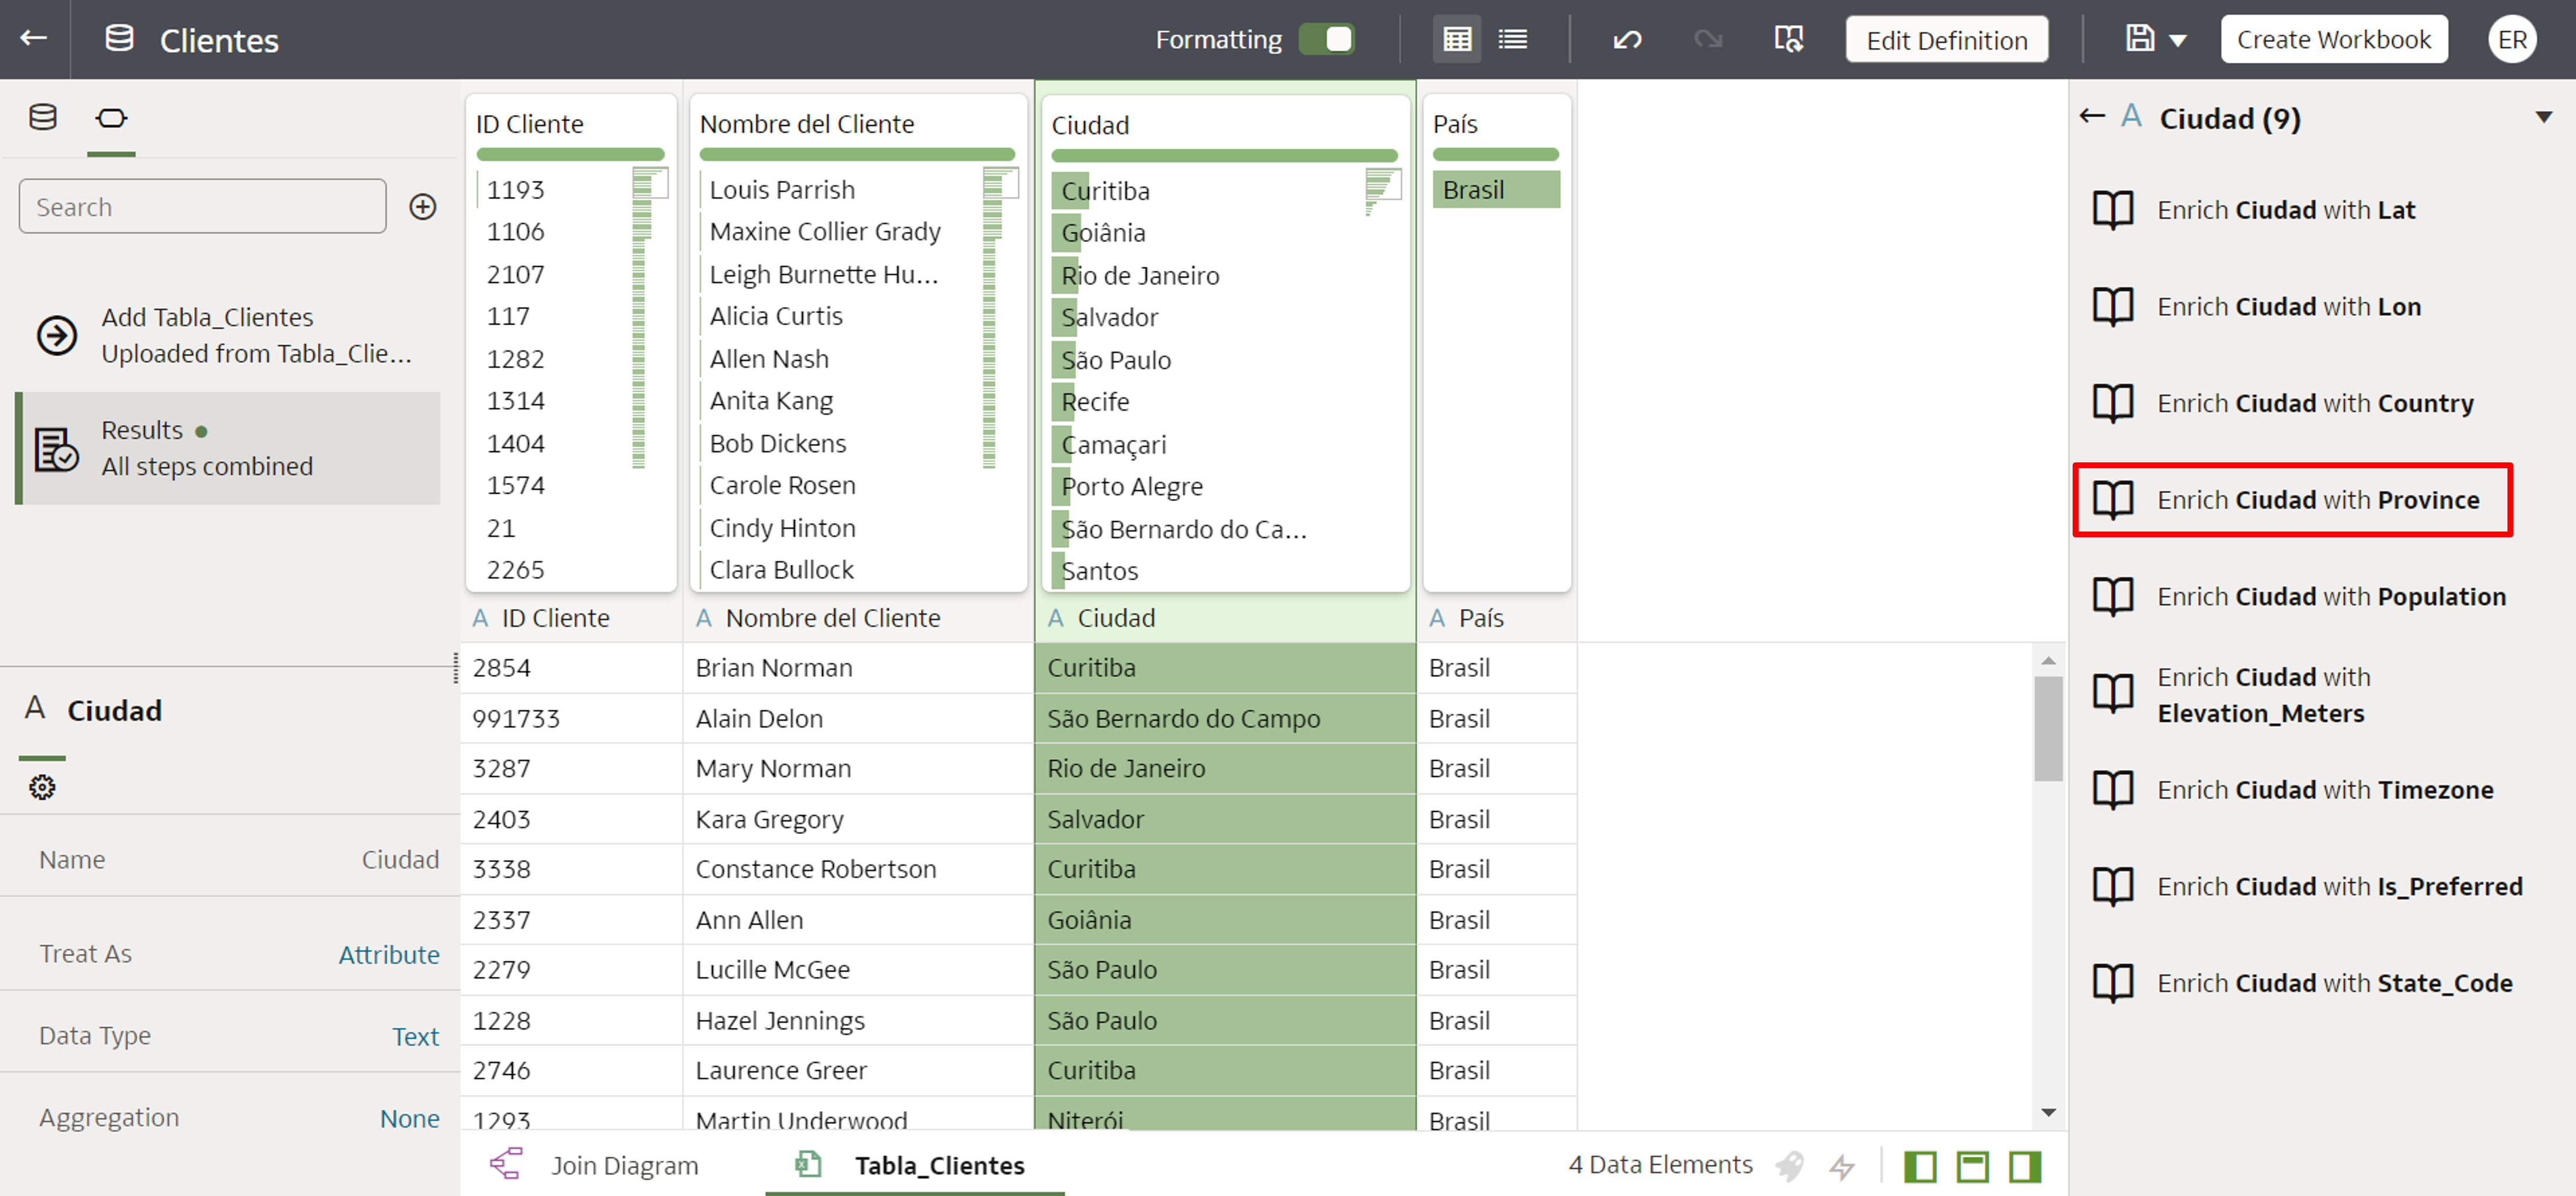 Clientes
Formatting
Edit Definition
Create Workbook
ER
Search
Add Tabla_Clientes
Uploaded from Tabla_Clie...
Results
All steps combined
A Ciudad
Name Ciudad
Treat As Attribute
Data Type Text
Aggregation None
ID Cliente
1193
1106
2107
117
1282
1314
1404
1574
21
2265
Nombre del Cliente
Louis Parrish
Maxine Collier Grady
Leigh Burnette Hu...
Alicia Curtis
Allen Nash
Anita Kang
Bob Dickens
Carole Rosen
Cindy Hinton
Clara Bullock
Ciudad
Curitiba
Goiânia
Rio de Janeiro
Salvador
São Paulo
Recife
Camaçari
Porto Alegre
São Bernardo do Ca...
Santos
País
Brasil
A ID Cliente A Nombre del Cliente A Ciudad A País
2854 Brian Norman Curitiba Brasil
991733 Alain Delon São Bernardo do Campo Brasil
3287 Mary Norman Rio de Janeiro Brasil
2403 Kara Gregory Salvador Brasil
3338 Constance Robertson Curitiba Brasil
2337 Ann Allen Goiânia Brasil
2279 Lucille McGee São Paulo Brasil
1228 Hazel Jennings São Paulo Brasil
2746 Laurence Greer Curitiba Brasil
1293 Martin Underwood Niterói Brasil
Join Diagram
Tabla_Clientes
4 Data Elements
A Ciudad (9)
Enrich Ciudad with Lat
Enrich Ciudad with Lon
Enrich Ciudad with Country
Enrich Ciudad with Province
Enrich Ciudad with Population
Enrich Ciudad with
Elevation_Meters
Enrich Ciudad with Timezone
Enrich Ciudad with Is_Preferred
Enrich Ciudad with State_Code